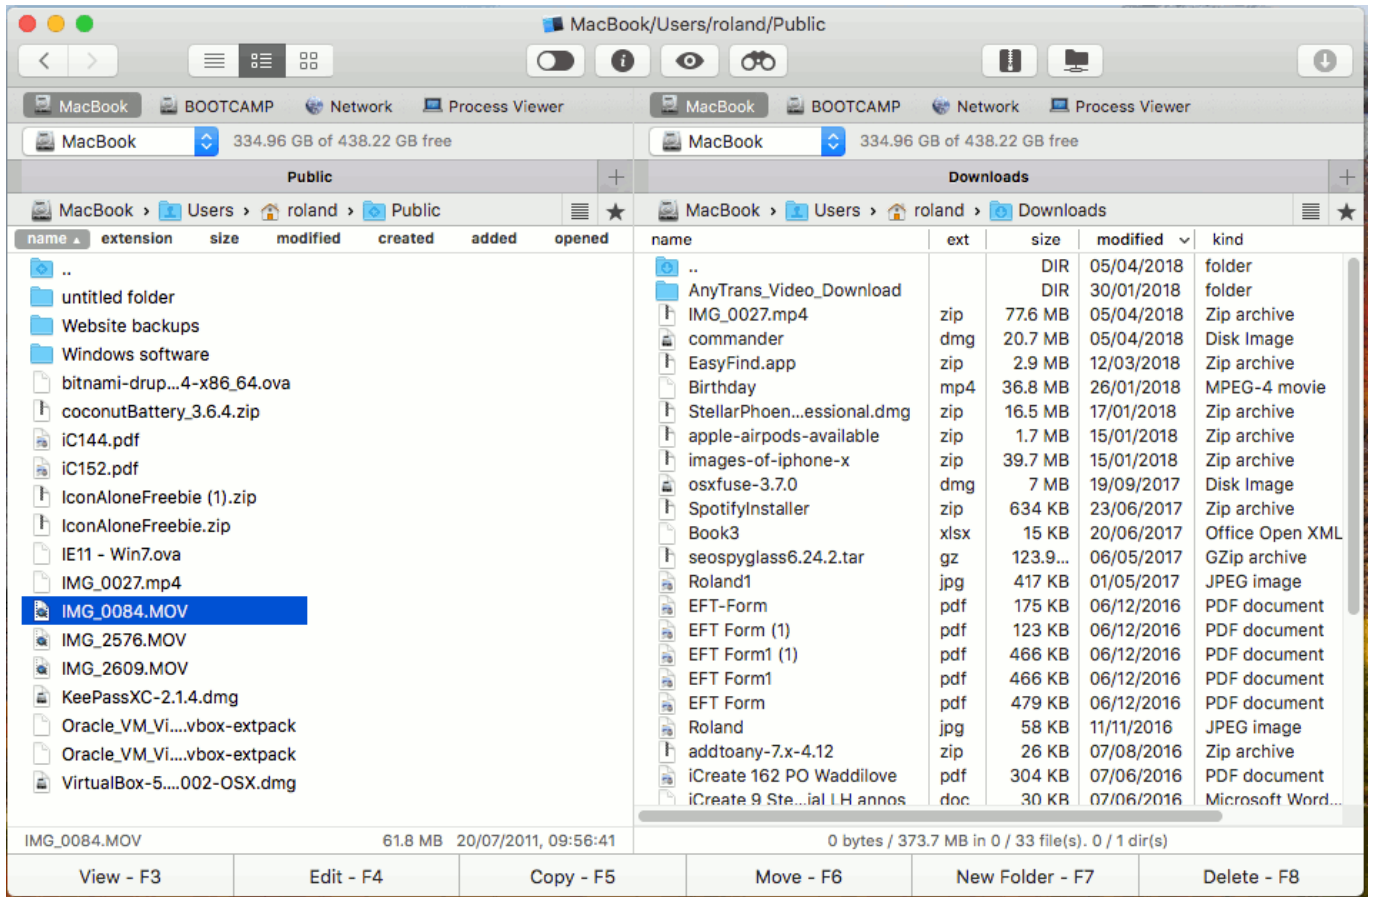 MacBook/Users/roland/Public
MacBook BOOTCAMP Network Process Viewer
MacBook 334.96 GB of 438.22 GB free
Public
MacBook › Users › roland › Public
name extension size modified created added opened
..
untitled folder
Website backups
Windows software
bitnami-drup...4-x86_64.ova
coconutBattery_3.6.4.zip
iC144.pdf
iC152.pdf
IconAloneFreebie (1).zip
IconAloneFreebie.zip
IE11 - Win7.ova
IMG_0027.mp4
IMG_0084.MOV
IMG_2576.MOV
IMG_2609.MOV
KeePassXC-2.1.4.dmg
Oracle_VM_Vi....vbox-extpack
Oracle_VM_Vi....vbox-extpack
VirtualBox-5....002-OSX.dmg
IMG_0084.MOV 61.8 MB 20/07/2011, 09:56:41
MacBook BOOTCAMP Network Process Viewer
MacBook 334.96 GB of 438.22 GB free
Downloads
MacBook › Users › roland › Downloads
name ext size modified kind
.. DIR 05/04/2018 folder
AnyTrans_Video_Download DIR 30/01/2018 folder
IMG_0027.mp4 zip 77.6 MB 05/04/2018 Zip archive
commander dmg 20.7 MB 05/04/2018 Disk Image
EasyFind.app zip 2.9 MB 12/03/2018 Zip archive
Birthday mp4 36.8 MB 26/01/2018 MPEG-4 movie
StellarPhoen...essional.dmg zip 16.5 MB 17/01/2018 Zip archive
apple-airpods-available zip 1.7 MB 15/01/2018 Zip archive
images-of-iphone-x zip 39.7 MB 15/01/2018 Zip archive
osxfuse-3.7.0 dmg 7 MB 19/09/2017 Disk Image
SpotifyInstaller zip 634 KB 23/06/2017 Zip archive
Book3 xlsx 15 KB 20/06/2017 Office Open XML
seospyglass6.24.2.tar gz 123.9... 06/05/2017 GZip archive
Roland1 jpg 417 KB 01/05/2017 JPEG image
EFT-Form pdf 175 KB 06/12/2016 PDF document
EFT Form (1) pdf 123 KB 06/12/2016 PDF document
EFT Form1 (1) pdf 466 KB 06/12/2016 PDF document
EFT Form1 pdf 466 KB 06/12/2016 PDF document
EFT Form pdf 479 KB 06/12/2016 PDF document
Roland jpg 58 KB 11/11/2016 JPEG image
addtoany-7.x-4.12 zip 26 KB 07/08/2016 Zip archive
iCreate 162 PO Waddilove pdf 304 KB 07/06/2016 PDF document
iCreate 9 Ste...ial LH annos doc 30 KB 07/06/2016 Microsoft Word...
0 bytes / 373.7 MB in 0 / 33 file(s). 0 / 1 dir(s)
View - F3 Edit - F4 Copy - F5 Move - F6 New Folder - F7 Delete - F8